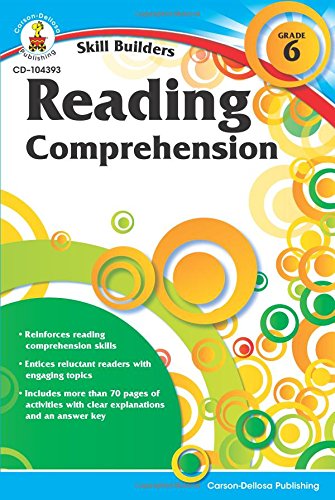 Carson-Dellosa
Publishing
Skill Builders
CD-104393
GRADE
6
Reading
Comprehension
• Reinforces reading
comprehension skills
• Entices reluctant readers with
engaging topics
• Includes more than 70 pages of
activities with clear explanations
and an answer key
Carson-Dellosa Publishing